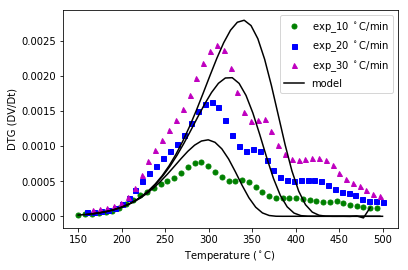 exp_10 °C/min
exp_20 °C/min
exp_30 °C/min
model
DTG (DV/Dt)
0.0025
0.0020
0.0015
0.0010
0.0005
0.0000
150 200 250 300 350 400 450 500
Temperature (°C)